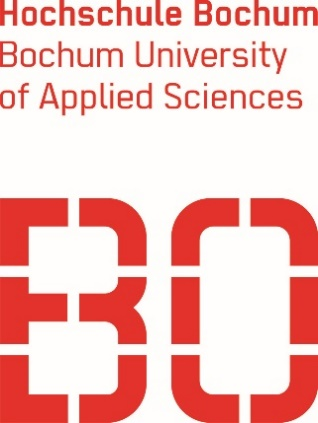 Hochschule Bochum
Bochum University
of Applied Sciences
BO